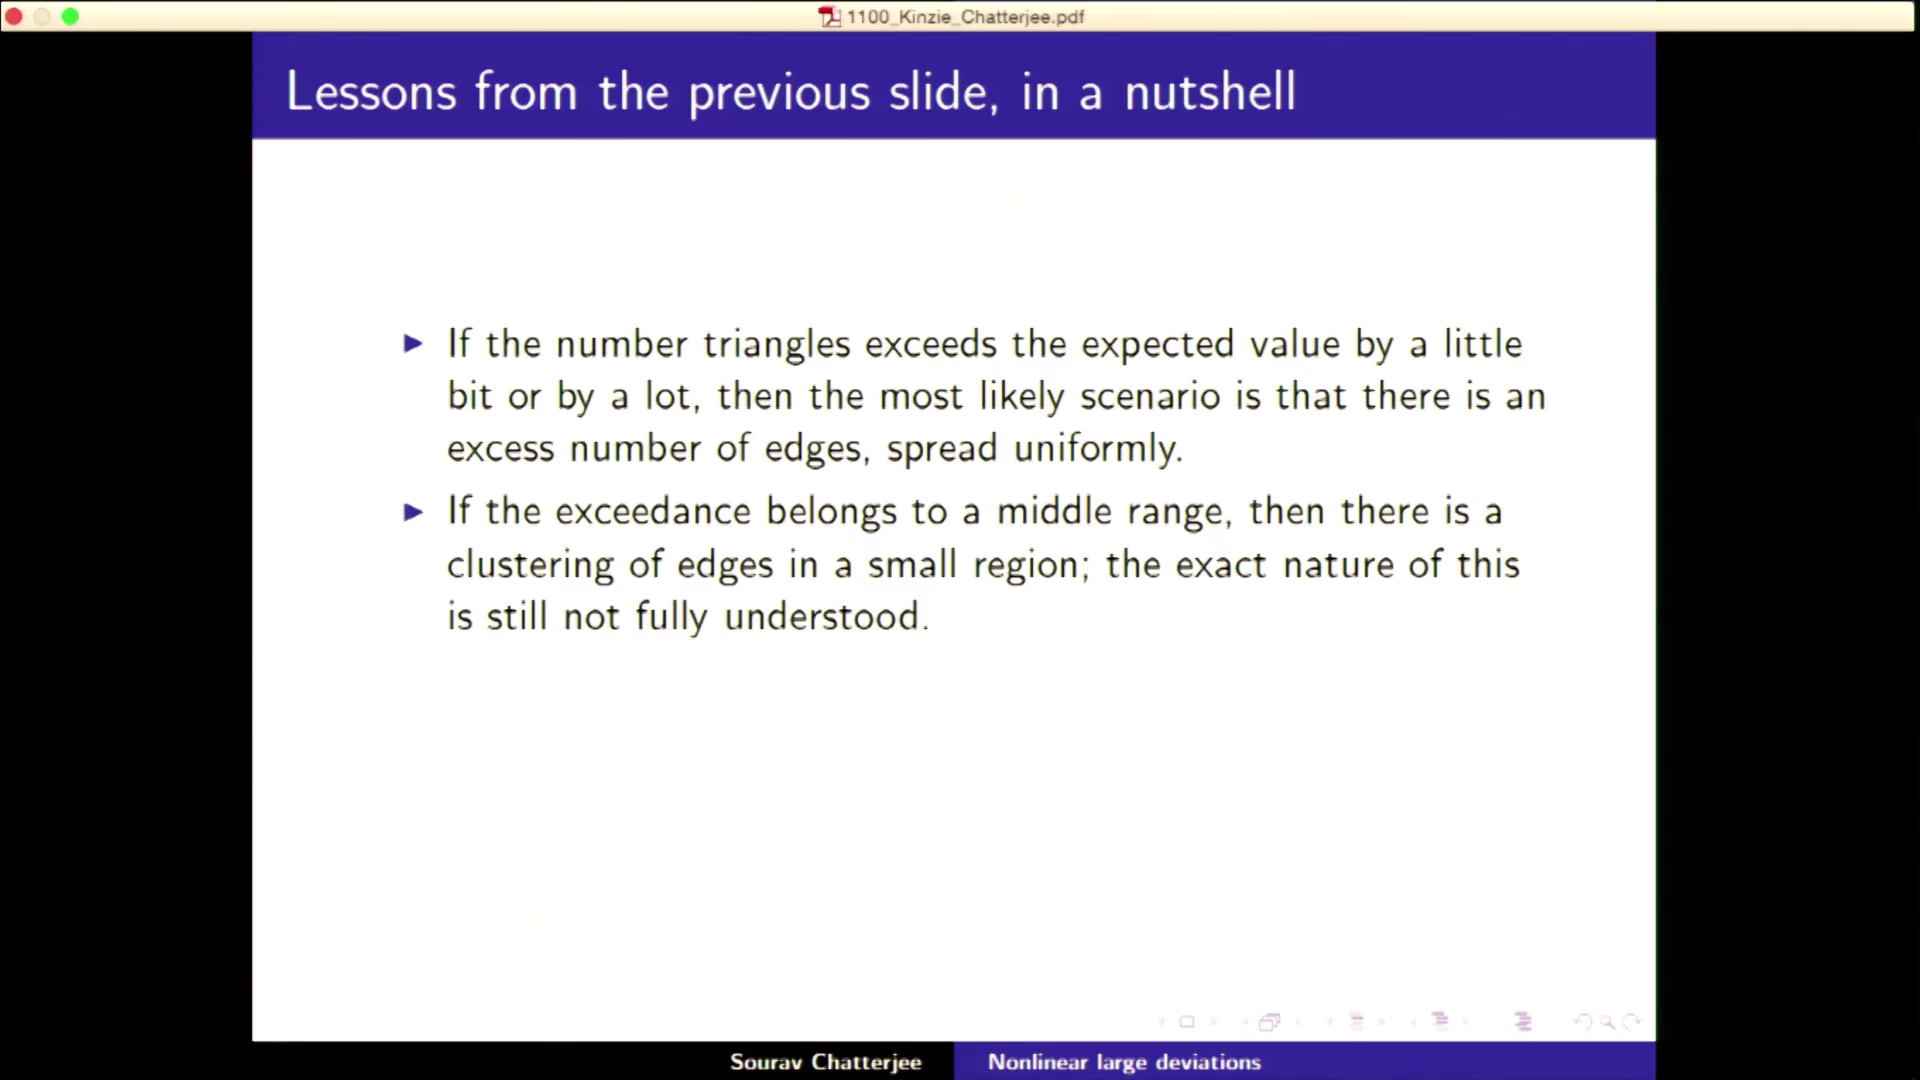 1100_Kinzie_Chatterjee.pdf
Lessons from the previous slide, in a nutshell
If the number triangles exceeds the expected value by a little
bit or by a lot, then the most likely scenario is that there is an
excess number of edges, spread uniformly.
If the exceedance belongs to a middle range, then there is a
clustering of edges in a small region; the exact nature of this
is still not fully understood.
Sourav Chatterjee
Nonlinear large deviations